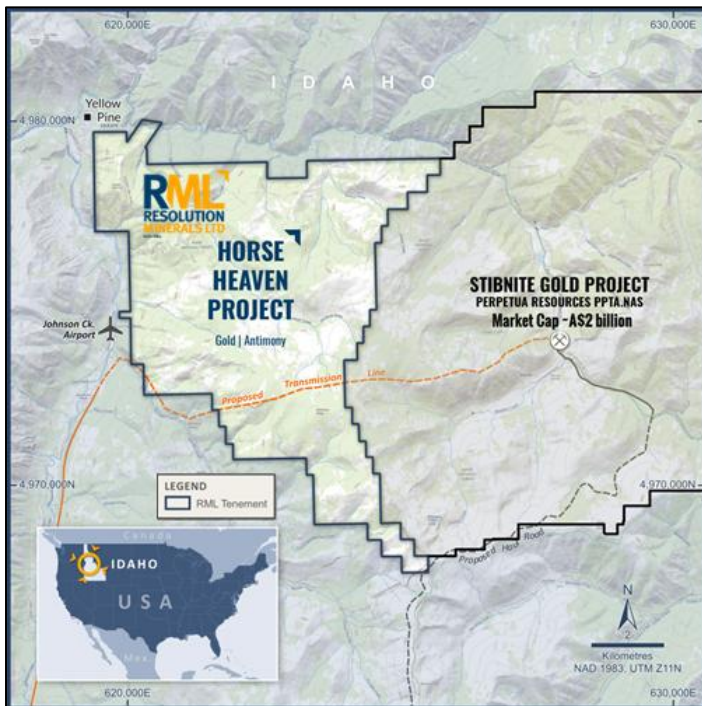 620,000E
630,000E
IDAHO
Yellow
Pine
4,980,000N
RML
RESOLUTION
MINERALS LTD
HORSE
HEAVEN
PROJECT
Gold | Antimony
STIBNITE GOLD PROJECT
PERPETUA RESOURCES PPTA.NAS
Market Cap ~A$2 billion
Johnson Ck.
Airport
Proposed Transmission Line
LEGEND
RML Tenement
4,970,000N
4,970,000N
Proposed Haul Road
Canada
IDAHO
USA
Mex.
N
2
Kilometres
NAD 1983, UTM Z11N
620,000E
630,000E